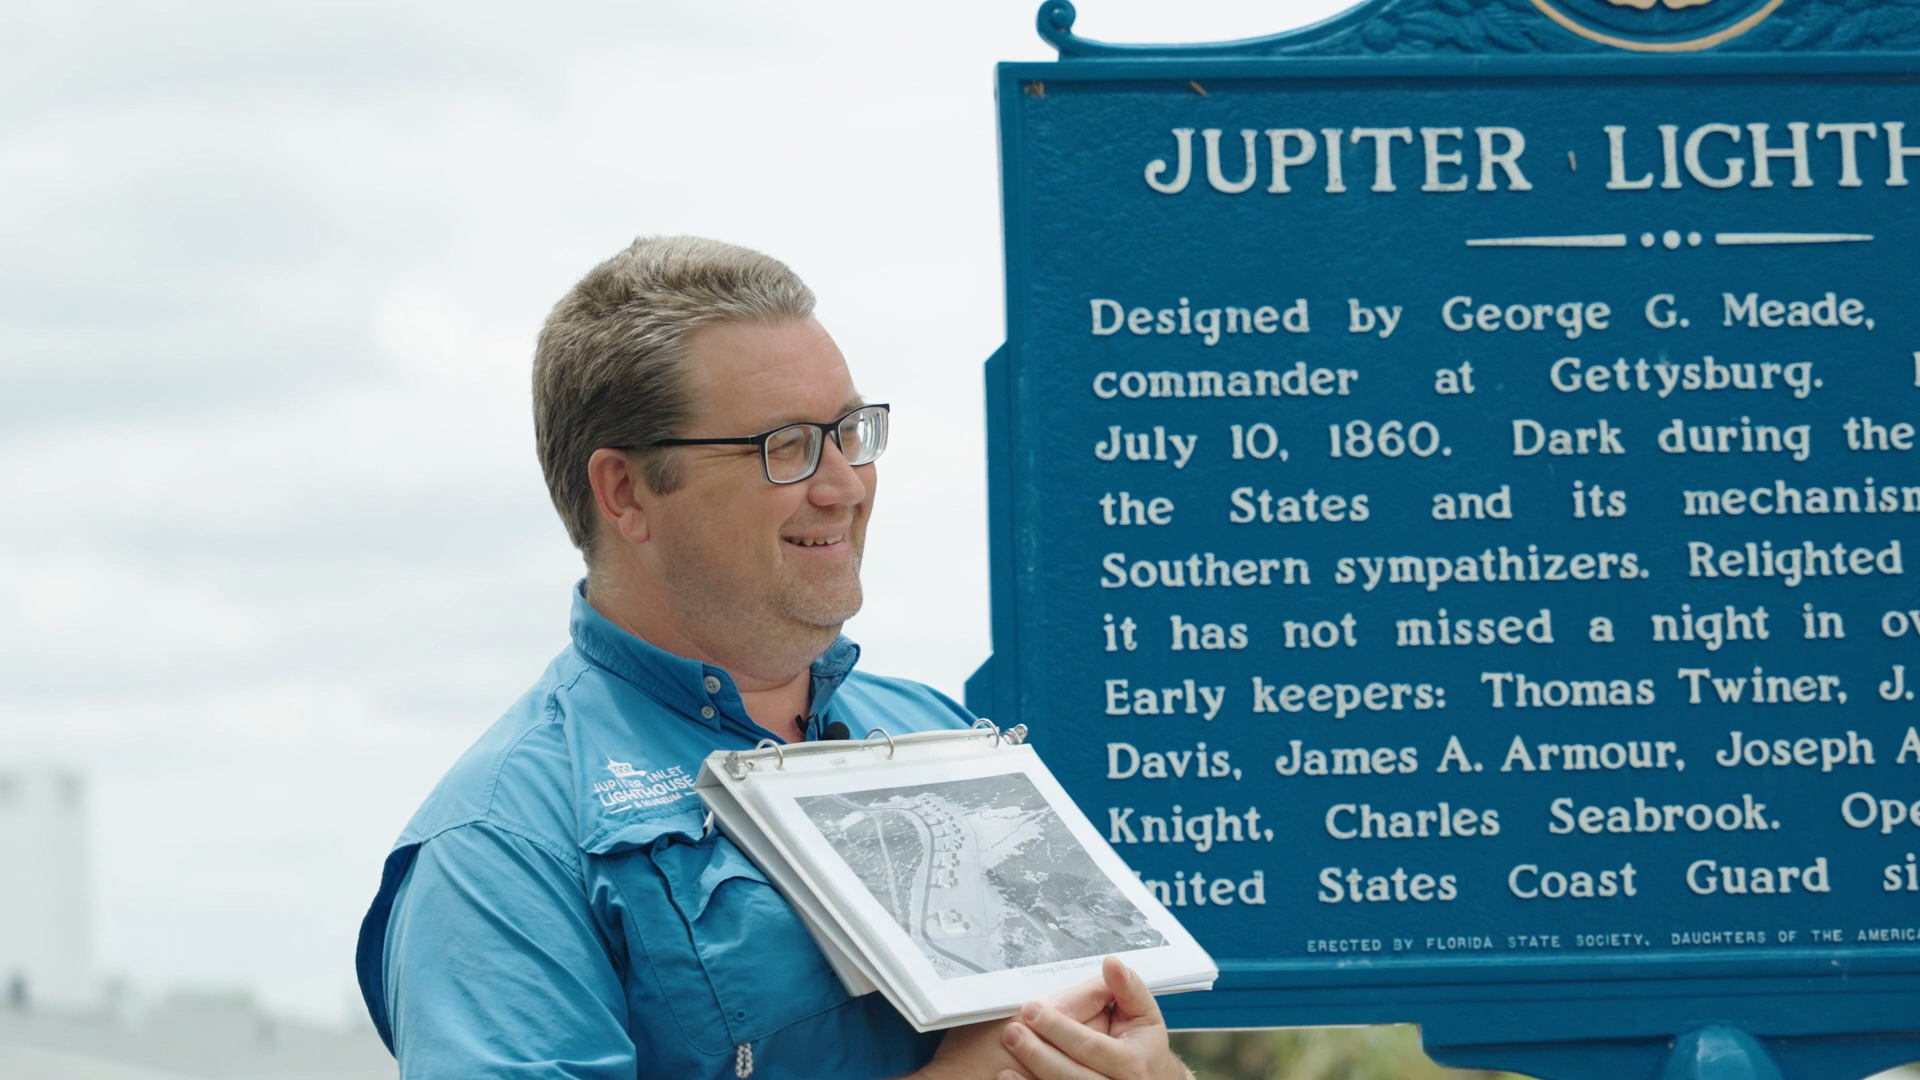 JUPITER LIGHTH
Designed by George G. Meade,
commander at Gettysburg.
July 10, 1860. Dark during the
the States and its mechanism
Southern sympathizers. Relighted
it has not missed a night in
Early keepers: Thomas Twiner, J.
Davis, James A. Armour, Joseph A
Knight, Charles Seabrook. Ope
nited States Coast Guard si
ERECTED BY FLORIDA STATE SOCIETY, DAUGHTERS OF THE AMERICA
JUPITER INLET
LIGHTHOUSE
& MUSEUM